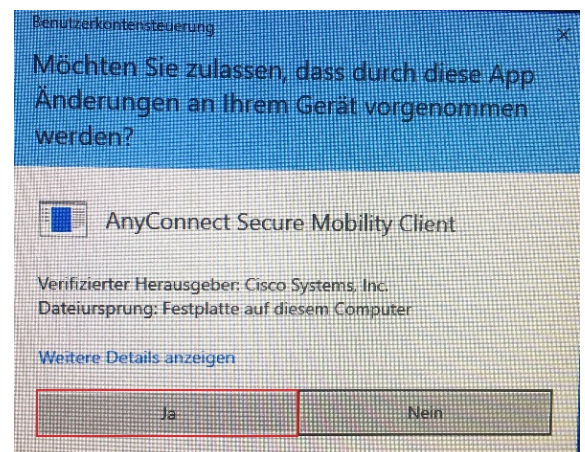 Benutzerkontensteuerung
Möchten Sie zulassen, dass durch diese App
Änderungen an Ihrem Gerät vorgenommen
werden?
AnyConnect Secure Mobility Client
Verifizierter Herausgeber: Cisco Systems, Inc.
Dateiursprung: Festplatte auf diesem Computer
Weitere Details anzeigen
Ja
Nein